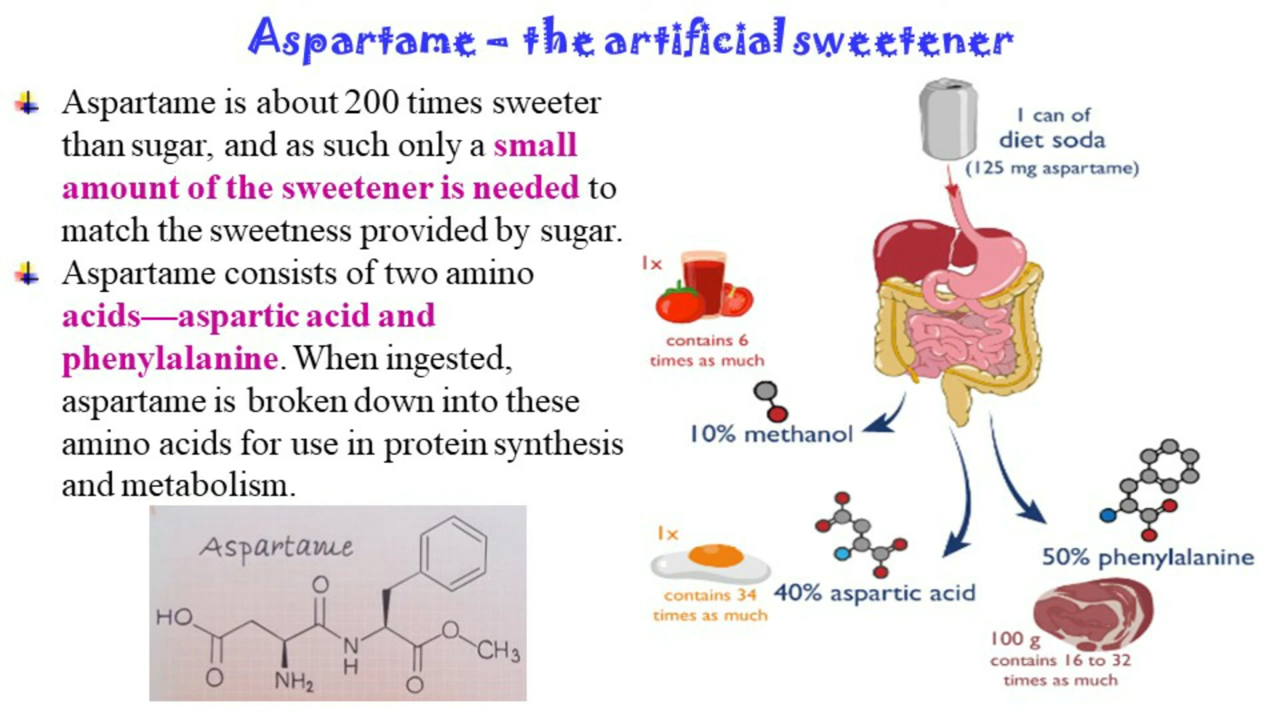 Aspartame – the artificial sweetener
Aspartame is about 200 times sweeter
than sugar, and as such only a small
amount of the sweetener is needed to
match the sweetness provided by sugar.
Aspartame consists of two amino
acids—aspartic acid and
phenylalanine. When ingested,
aspartame is broken down into these
amino acids for use in protein synthesis
and metabolism.
Aspartame
HO
O
NH₂
O
N
H
O
O
CH₃
1 can of
diet soda
(125 mg aspartame)
1x
contains 6
times as much
10% methanol
1x
contains 34
times as much
40% aspartic acid
50% phenylalanine
100 g
contains 16 to 32
times as much